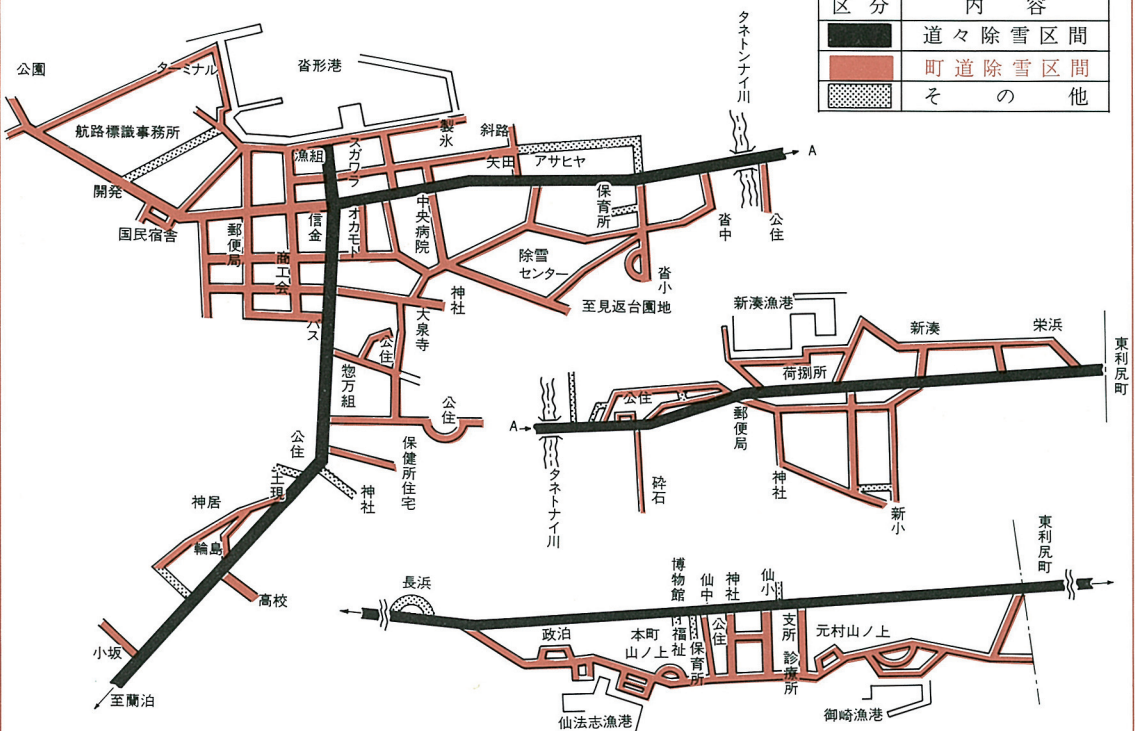 区分 内容
道々除雪区間
町道除雪区間
その他
公園
ターミナル
沓形港
タネトンナイ川
航路標識事務所
漁組
スガワラ
製氷
斜路
矢田
アサヒヤ
A
開発
国民宿舎
郵便局
信金
オカモト
中央病院
保育所
沓中
公住
商工会
除雪
センター
沓小
至見返台園地
バス
神社
大泉寺
公住
惣万組
公住
保健所住宅
公住
土現
神社
神居
輪島
高校
小坂
至蘭泊
新湊漁港
新湊
栄浜
東利尻町
荷捌所
公住
郵便局
A
タネトナイ川
砕石
神社
新小
東利尻町
長浜
博物館
仙中
神社
仙小
政泊
本町
山ノ上
福祉
保育所
公住
支所
診療所
元村山ノ上
仙法志漁港
御崎漁港